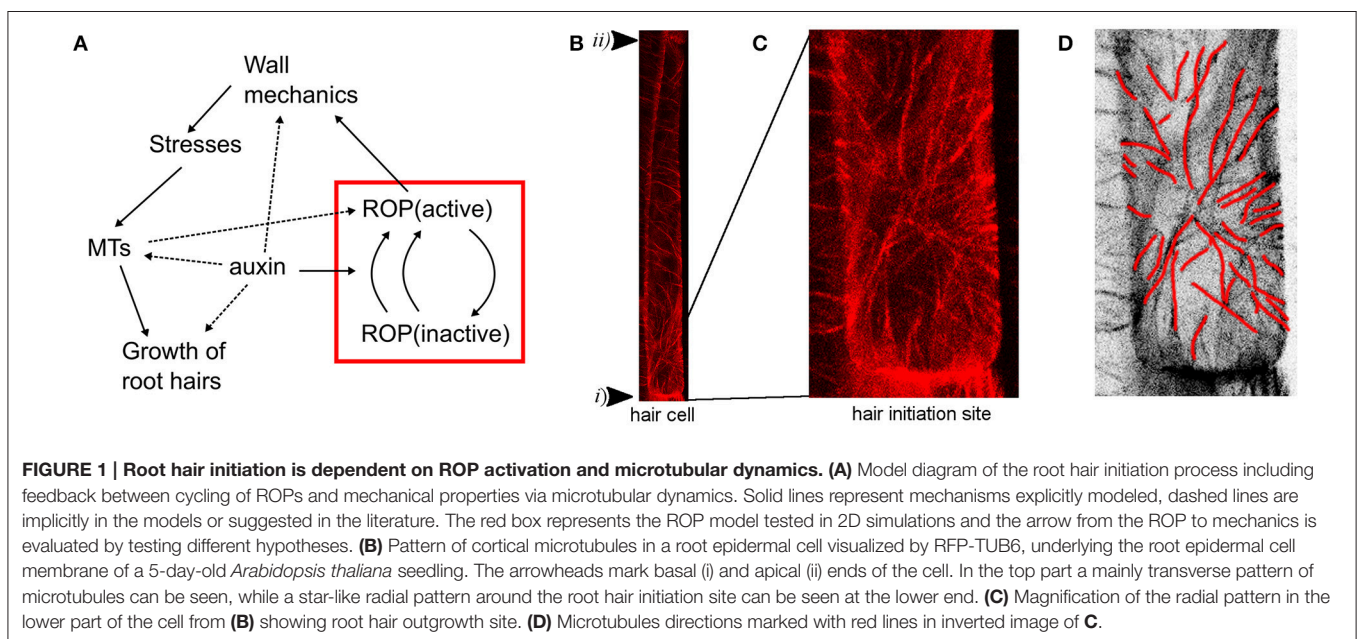 A
Wall
mechanics
Stresses
MTs
auxin
Growth of
root hairs
ROP(active)
ROP(inactive)
B
ii)
i)
hair cell
C
hair initiation site
D
FIGURE 1 | Root hair initiation is dependent on ROP activation and microtubular dynamics. (A) Model diagram of the root hair initiation process including
feedback between cycling of ROPs and mechanical properties via microtubular dynamics. Solid lines represent mechanisms explicitly modeled, dashed lines are
implicitly in the models or suggested in the literature. The red box represents the ROP model tested in 2D simulations and the arrow from the ROP to mechanics is
evaluated by testing different hypotheses. (B) Pattern of cortical microtubules in a root epidermal cell visualized by RFP-TUB6, underlying the root epidermal cell
membrane of a 5-day-old Arabidopsis thaliana seedling. The arrowheads mark basal (i) and apical (ii) ends of the cell. In the top part a mainly transverse pattern of
microtubules can be seen, while a star-like radial pattern around the root hair initiation site can be seen at the lower end. (C) Magnification of the radial pattern in the
lower part of the cell from (B) showing root hair outgrowth site. (D) Microtubules directions marked with red lines in inverted image of C.